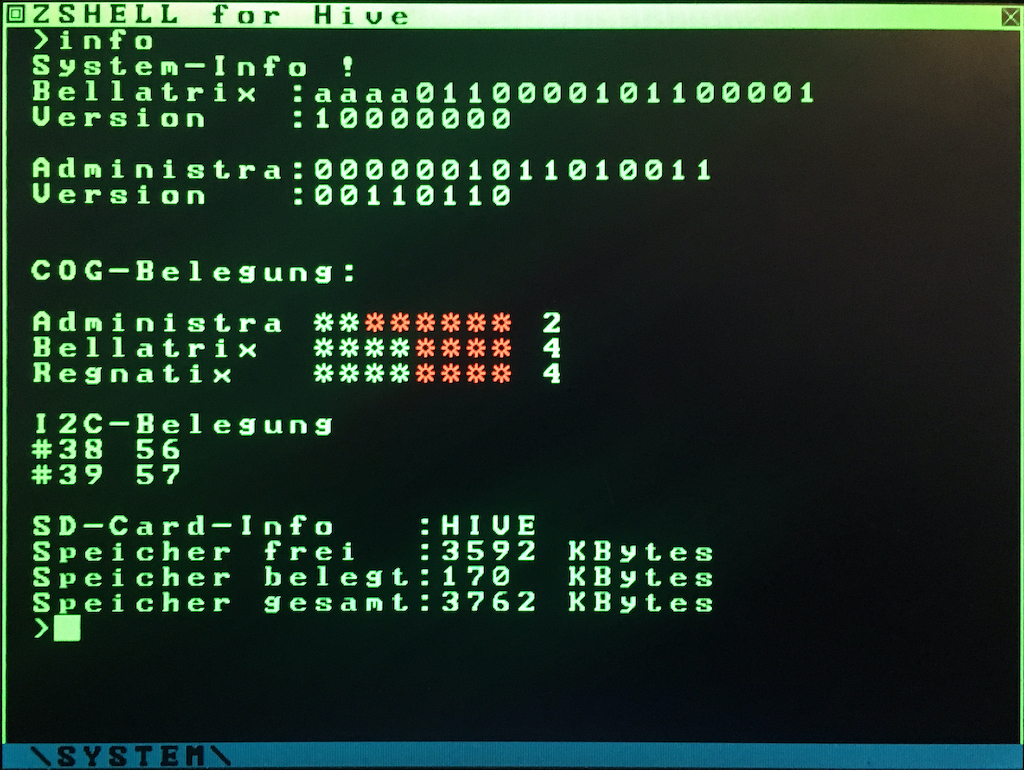 ZSHELL for Hive
>info
System-Info !
Bellatrix :aaaa0110000101100001
Version   :10000000
Administra:0000001011010011
Version   :00110110
COG-Belegung:
Administra ☼☼☼☼☼☼☼☼ 2
Bellatrix  ☼☼☼☼☼☼☼☼ 4
Regnatix   ☼☼☼☼☼☼☼☼ 4
I2C-Belegung
#38 56
#39 57
SD-Card-Info   :HIVE
Speicher frei  :3592 KBytes
Speicher belegt:170  KBytes
Speicher gesamt:3762 KBytes
>
\SYSTEM\